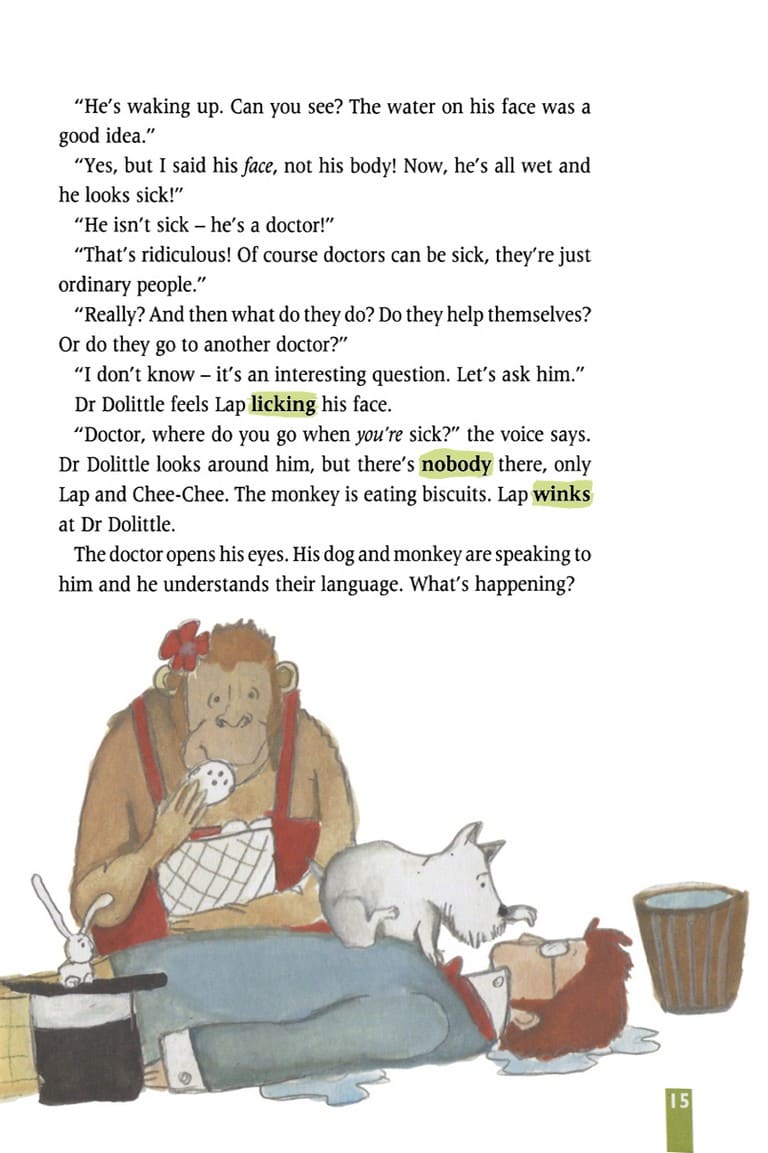 “He’s waking up. Can you see? The water on his face was a
good idea.”
“Yes, but I said his face, not his body! Now, he’s all wet and
he looks sick!”
“He isn’t sick – he’s a doctor!”
“That’s ridiculous! Of course doctors can be sick, they’re just
ordinary people.”
“Really? And then what do they do? Do they help themselves?
Or do they go to another doctor?”
“I don’t know – it’s an interesting question. Let’s ask him.”
Dr Dolittle feels Lap licking his face.
“Doctor, where do you go when you’re sick?” the voice says.
Dr Dolittle looks around him, but there’s nobody there, only
Lap and Chee-Chee. The monkey is eating biscuits. Lap winks
at Dr Dolittle.
The doctor opens his eyes. His dog and monkey are speaking to
him and he understands their language. What’s happening?
15